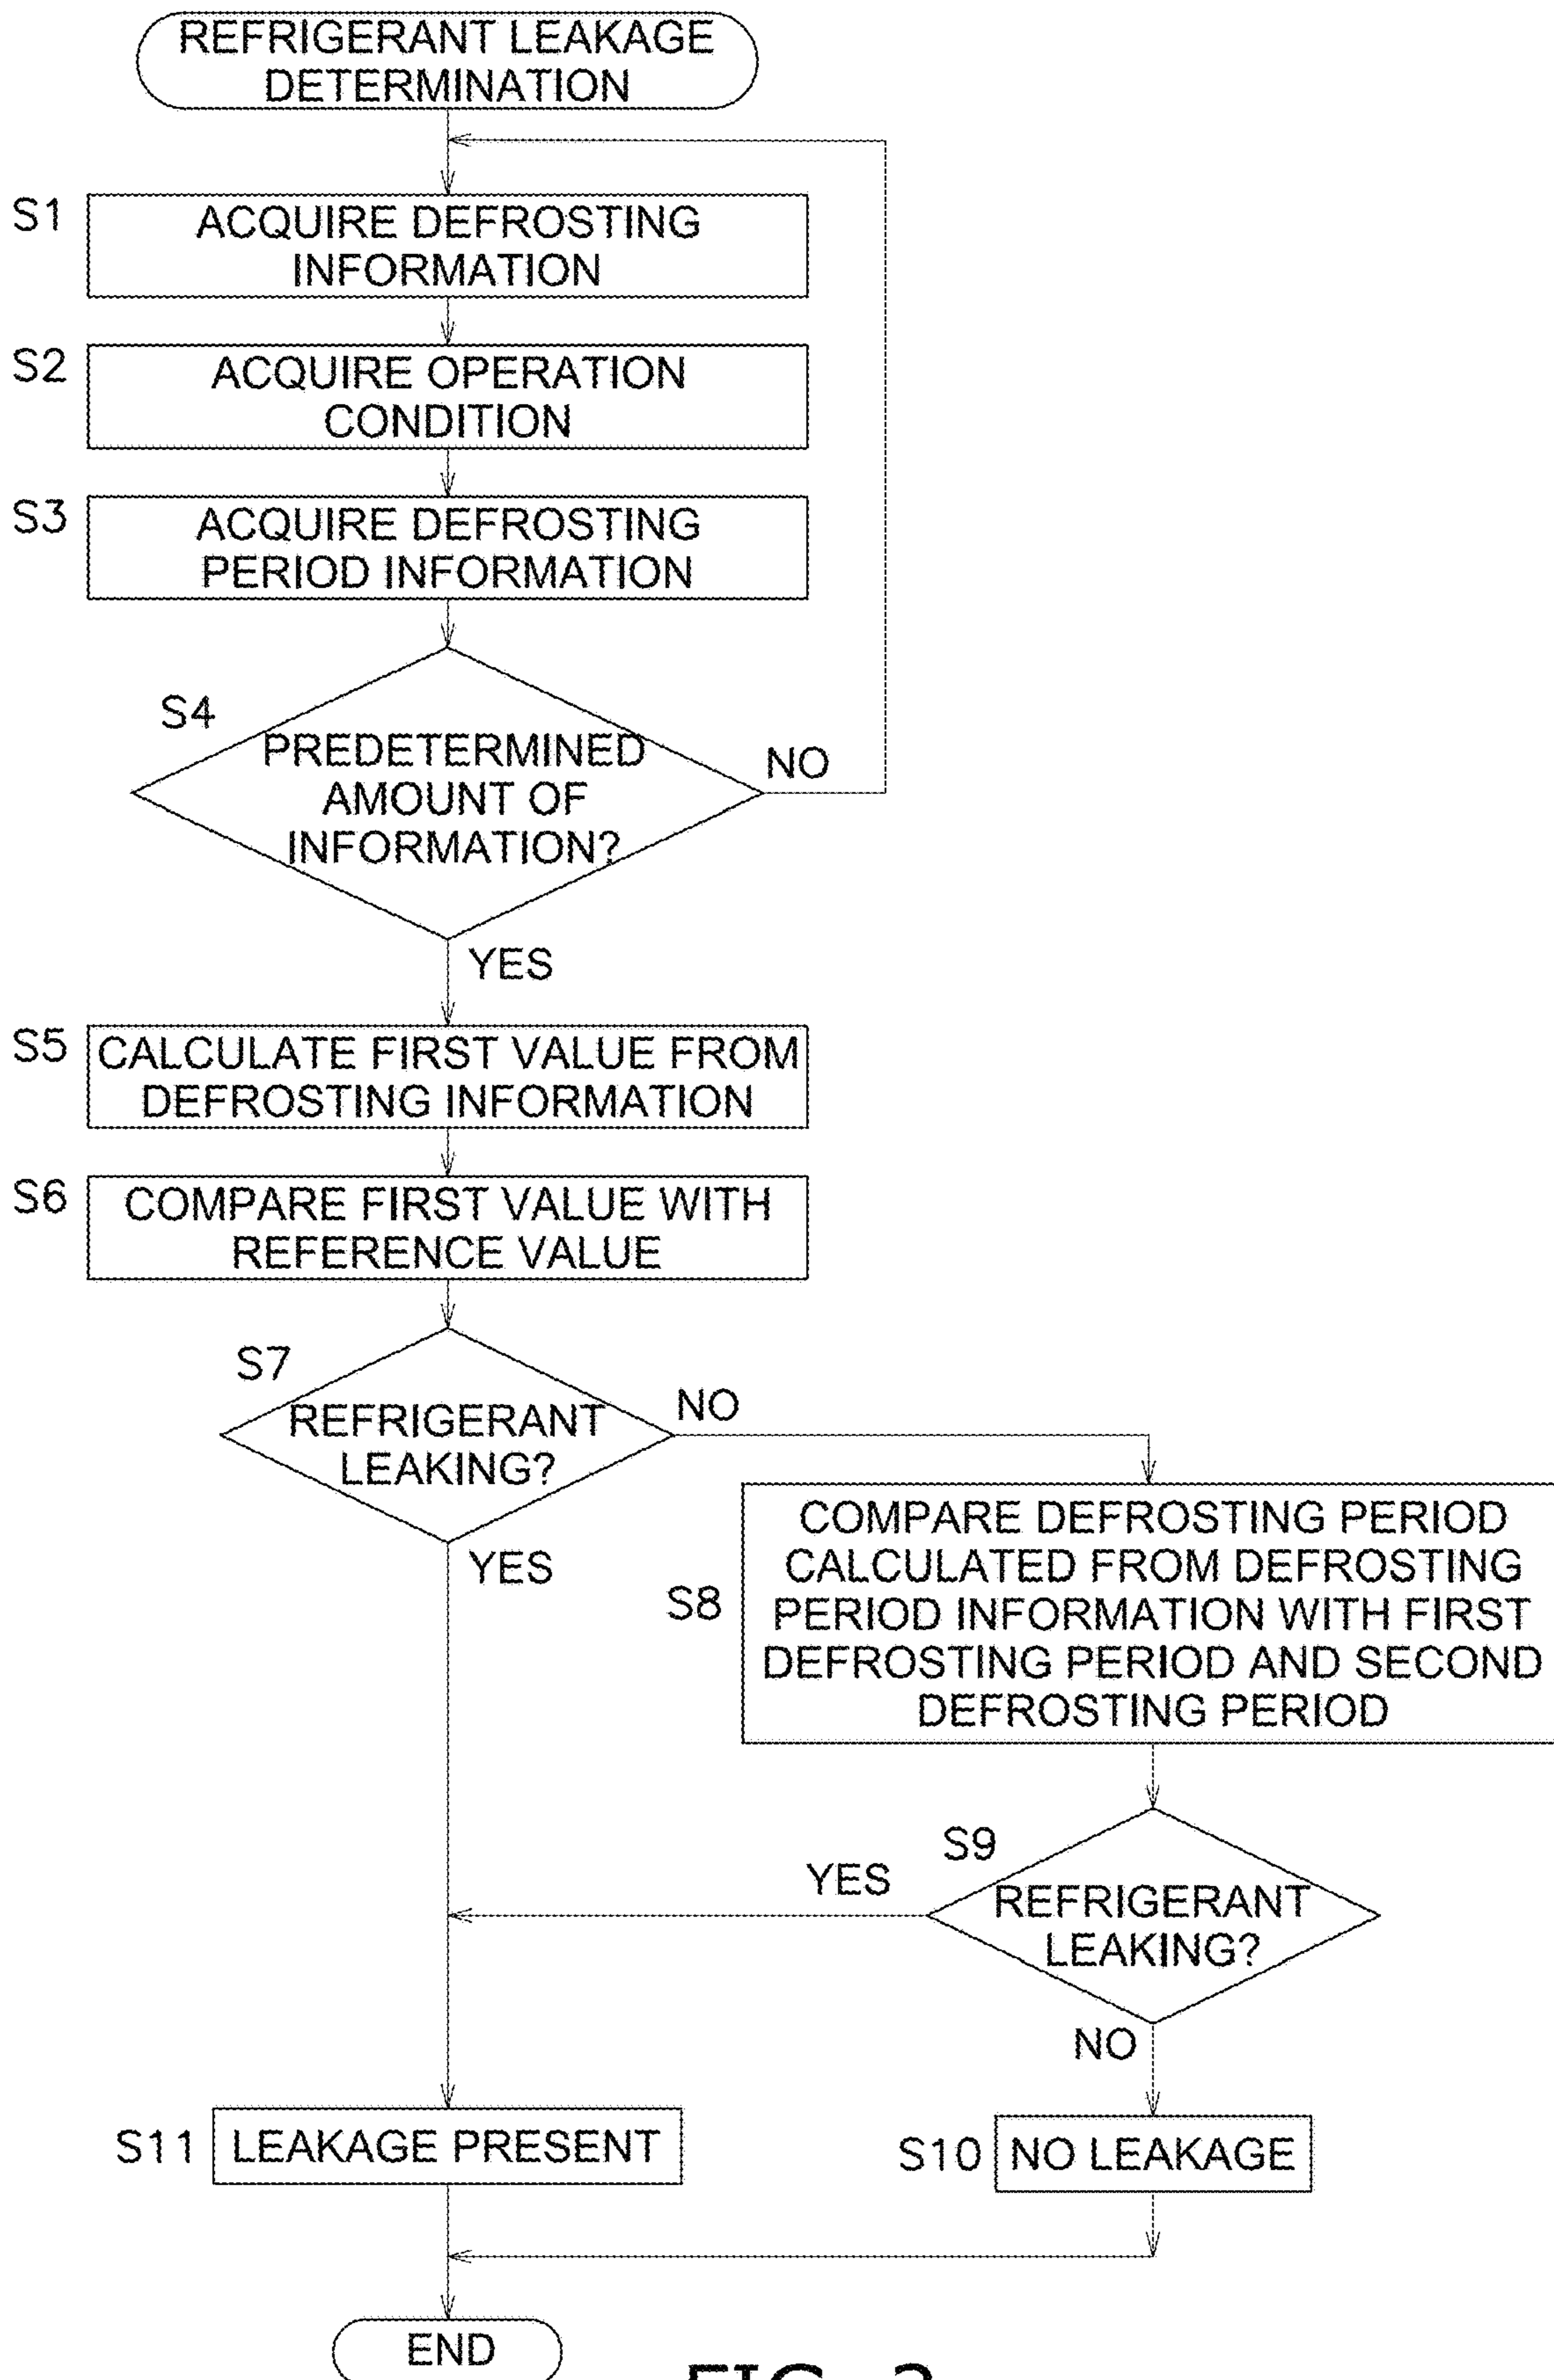 REFRIGERANT LEAKAGE
DETERMINATION
S1
ACQUIRE DEFROSTING
INFORMATION
S2
ACQUIRE OPERATION
CONDITION
S3
ACQUIRE DEFROSTING
PERIOD INFORMATION
S4
PREDETERMINED
AMOUNT OF
INFORMATION?
NO
YES
S5
CALCULATE FIRST VALUE FROM
DEFROSTING INFORMATION
S6
COMPARE FIRST VALUE WITH
REFERENCE VALUE
S7
REFRIGERANT
LEAKING?
NO
YES
S8
COMPARE DEFROSTING PERIOD
CALCULATED FROM DEFROSTING
PERIOD INFORMATION WITH FIRST
DEFROSTING PERIOD AND SECOND
DEFROSTING PERIOD
S9
REFRIGERANT
LEAKING?
YES
NO
S11
LEAKAGE PRESENT
S10
NO LEAKAGE
END
FIG.